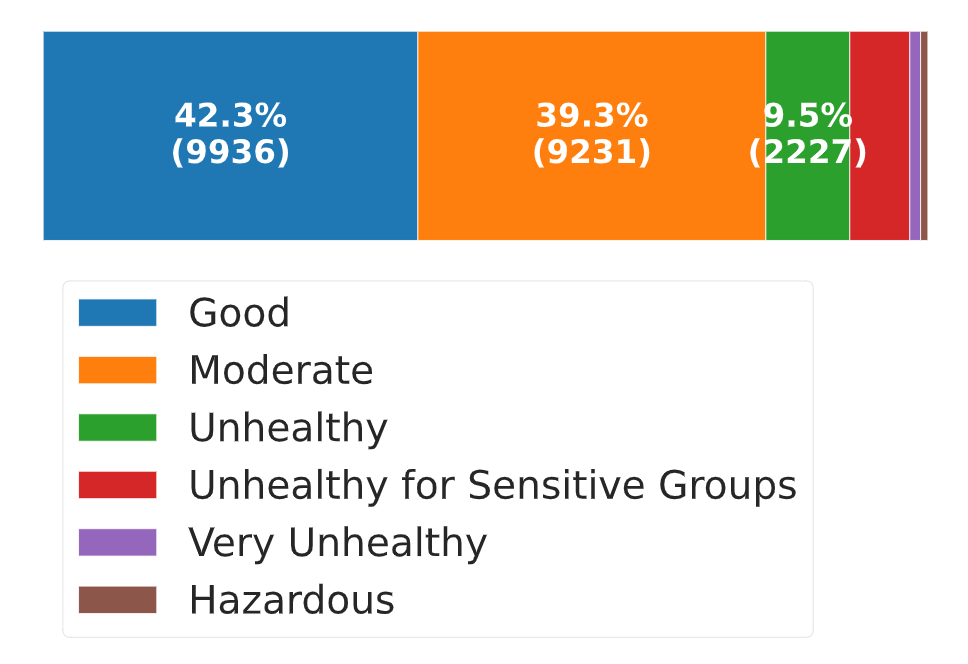 42.3%
(9936)
39.3%
(9231)
9.5%
(2227)
Good
Moderate
Unhealthy
Unhealthy for Sensitive Groups
Very Unhealthy
Hazardous